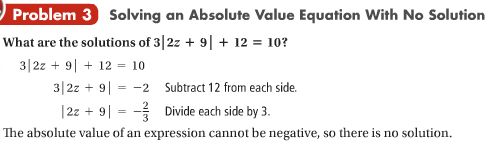 Problem 3 Solving an Absolute Value Equation With No Solution
What are the solutions of 3|2z + 9| + 12 = 10?
3|2z + 9| + 12 = 10
3|2z + 9| = −2 Subtract 12 from each side.
|2z + 9| = −2/3 Divide each side by 3.
The absolute value of an expression cannot be negative, so there is no solution.